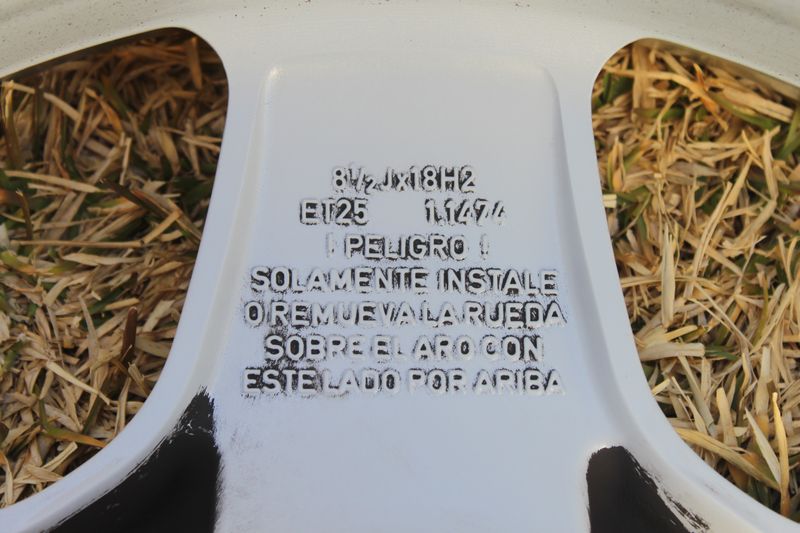 8½Jx18H2
ET25 1.1474
¡ PELIGRO !
SOLAMENTE INSTALE
O REMUEVA LA RUEDA
SOBRE EL ARO CON
ESTE LADO POR ARIBA